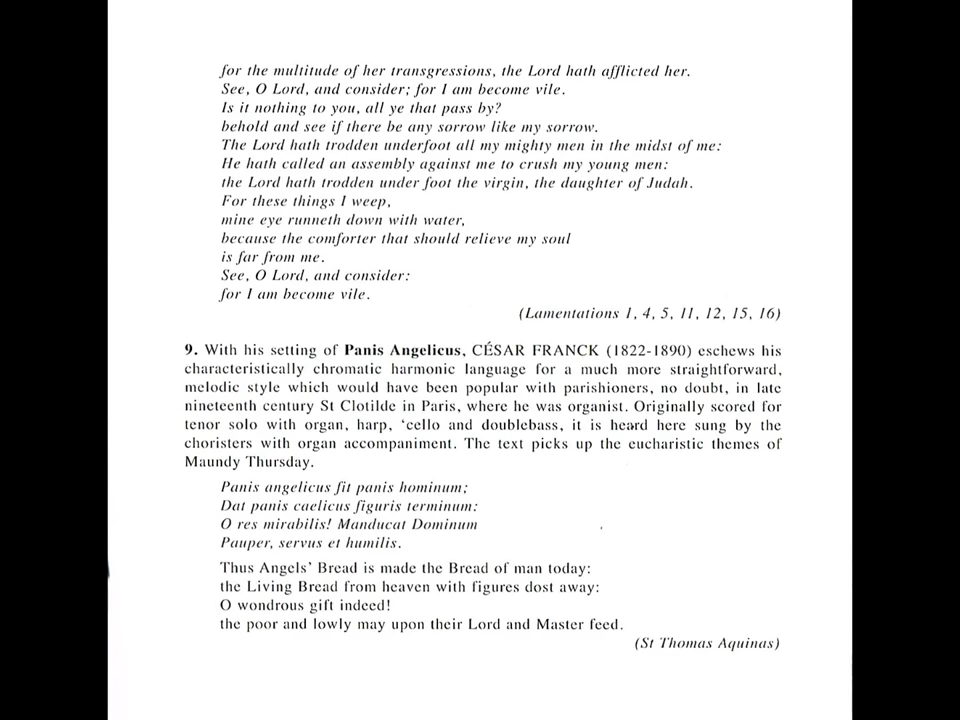 for the multitude of her transgressions, the Lord hath afflicted her.
See, O Lord, and consider; for I am become vile.
Is it nothing to you, all ye that pass by?
behold and see if there be any sorrow like my sorrow.
The Lord hath trodden underfoot all my mighty men in the midst of me:
He hath called an assembly against me to crush my young men:
the Lord hath trodden under foot the virgin, the daughter of Judah.
For these things I weep,
mine eye runneth down with water,
because the comforter that should relieve my soul
is far from me.
See, O Lord, and consider:
for I am become vile.
(Lamentations 1, 4, 5, 11, 12, 15, 16)
9. With his setting of Panis Angelicus, CÉSAR FRANCK (1822-1890) eschews his
characteristically chromatic harmonic language for a much more straightforward,
melodic style which would have been popular with parishioners, no doubt, in late
nineteenth century St Clotilde in Paris, where he was organist. Originally scored for
tenor solo with organ, harp, ‘cello and doublebass, it is heard here sung by the
choristers with organ accompaniment. The text picks up the eucharistic themes of
Maundy Thursday.
Panis angelicus fit panis hominum;
Dat panis caelicus figuris terminum:
O res mirabilis! Manducat Dominum
Pauper, servus et humilis.
Thus Angels’ Bread is made the Bread of man today:
the Living Bread from heaven with figures dost away:
O wondrous gift indeed!
the poor and lowly may upon their Lord and Master feed.
(St Thomas Aquinas)